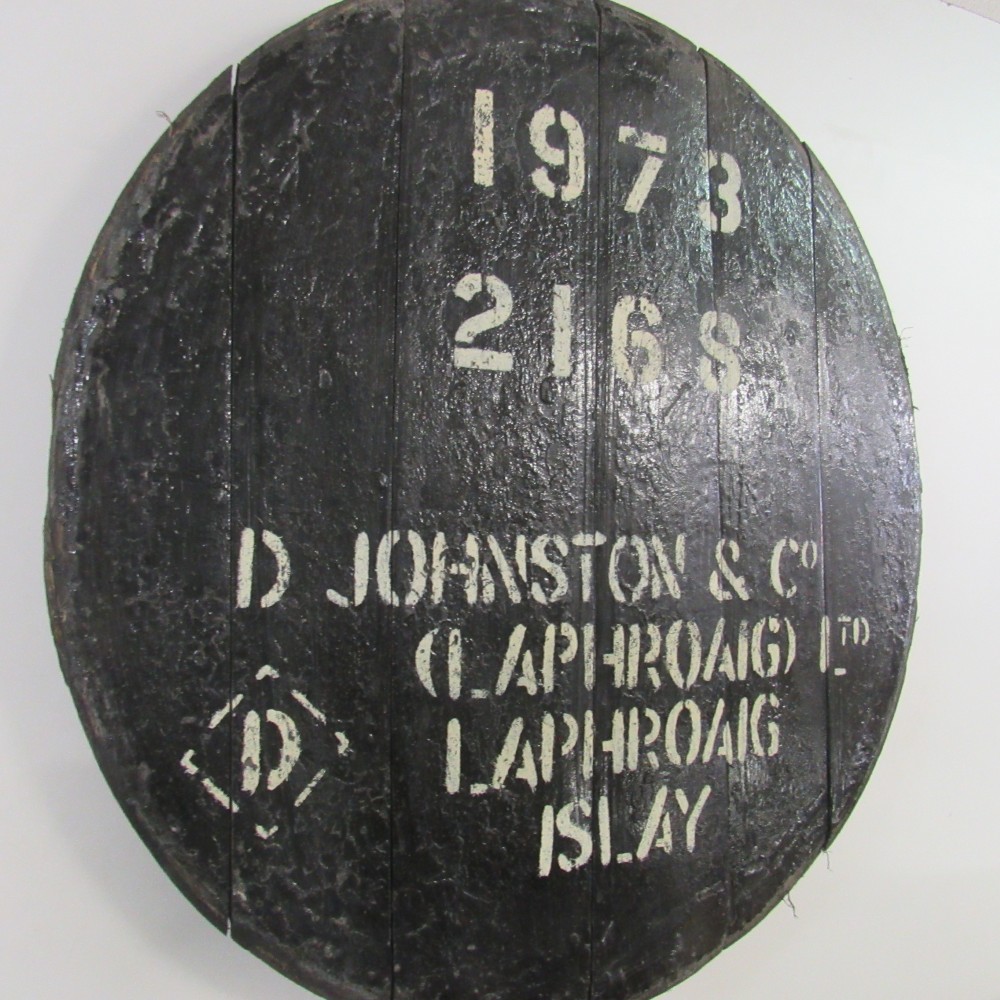 1973
2168
D JOHNSTON & Cº
(LAPHROAIG) LTD
LAPHROAIG
D
ISLAY